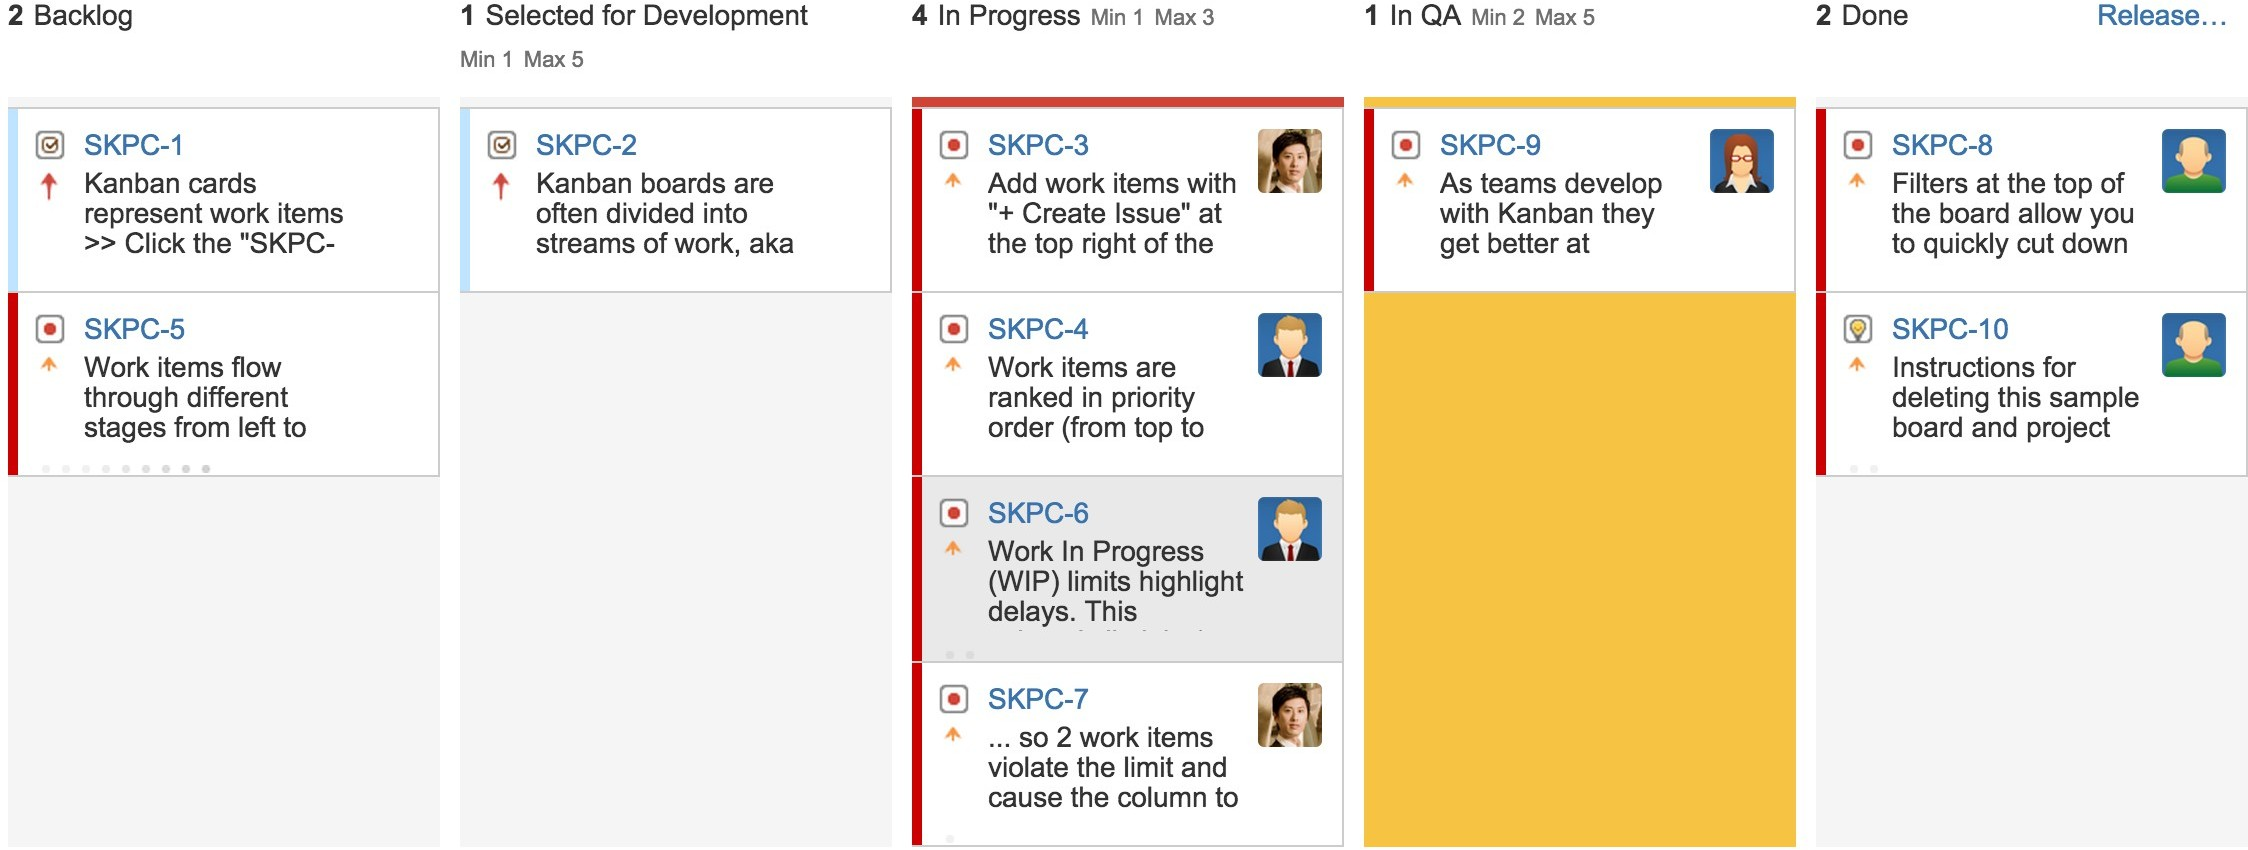 2 Backlog
1 Selected for Development
Min 1 Max 5
4 In Progress Min 1 Max 3
1 In QA Min 2 Max 5
2 Done
Release...
SKPC-1
Kanban cards
represent work items
>> Click the "SKPC-
SKPC-5
Work items flow
through different
stages from left to
SKPC-2
Kanban boards are
often divided into
streams of work, aka
SKPC-3
Add work items with
"+ Create Issue" at
the top right of the
SKPC-4
Work items are
ranked in priority
order (from top to
SKPC-6
Work In Progress
(WIP) limits highlight
delays. This
SKPC-7
... so 2 work items
violate the limit and
cause the column to
SKPC-9
As teams develop
with Kanban they
get better at
SKPC-8
Filters at the top of
the board allow you
to quickly cut down
SKPC-10
Instructions for
deleting this sample
board and project